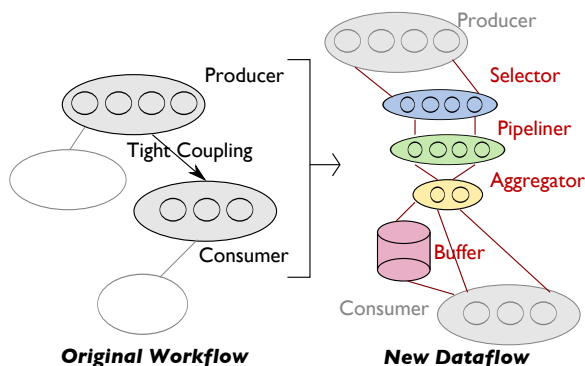 Producer
Tight Coupling
Consumer
Original Workflow
Producer
Selector
Pipeliner
Aggregator
Buffer
Consumer
New Dataflow